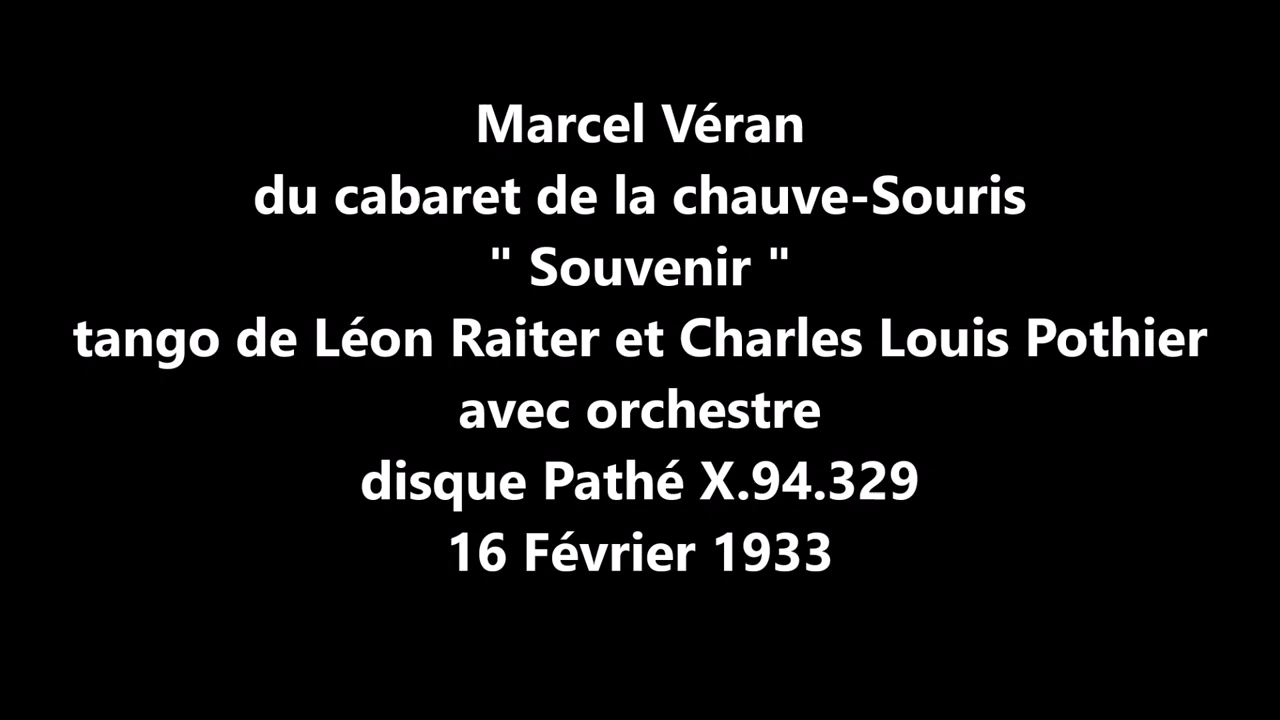 Marcel Véran
du cabaret de la chauve-Souris
" Souvenir "
tango de Léon Raiter et Charles Louis Pothier
avec orchestre
disque Pathé X.94.329
16 Février 1933